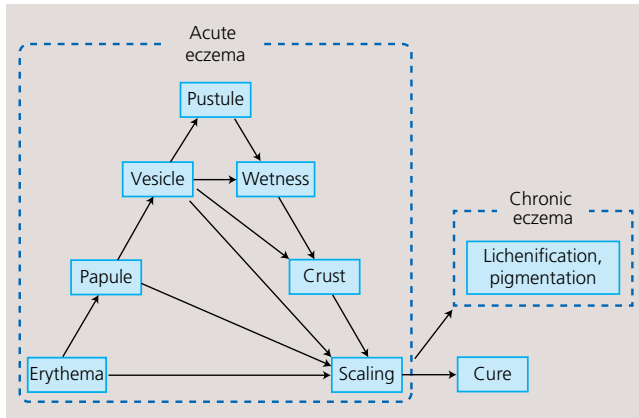 Acute
eczema
Pustule
Vesicle
Wetness
Papule
Crust
Erythema
Scaling
Chronic
eczema
Lichenification,
pigmentation
Cure